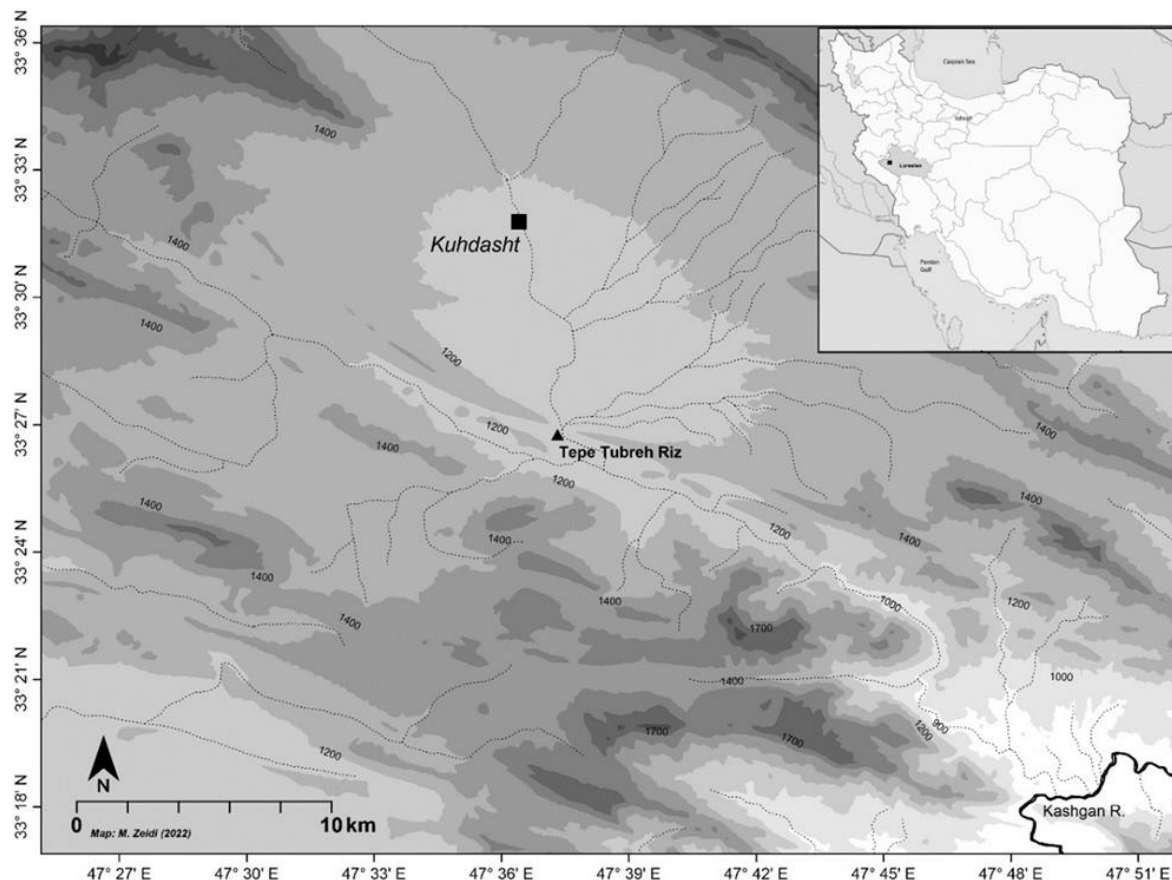 33° 36' N
33° 33' N
33° 30' N
33° 27' N
33° 24' N
33° 21' N
33° 18' N
Caspian Sea
Tehran
Lorestan
Persian
Gulf
1400
1400
1400
Kuhdasht
1200
1200
1400
1400
Tepe Tubreh Riz
1200
1400
1400
1200
1400
1400
1400
1400
1000
1200
1400
1700
1000
1400
900
1200
1700
1700
1200
Kashgan R.
N
0
10 km
Map: M. Zeidi (2022)
47° 27' E
47° 30' E
47° 33' E
47° 36' E
47° 39' E
47° 42' E
47° 45' E
47° 48' E
47° 51' E